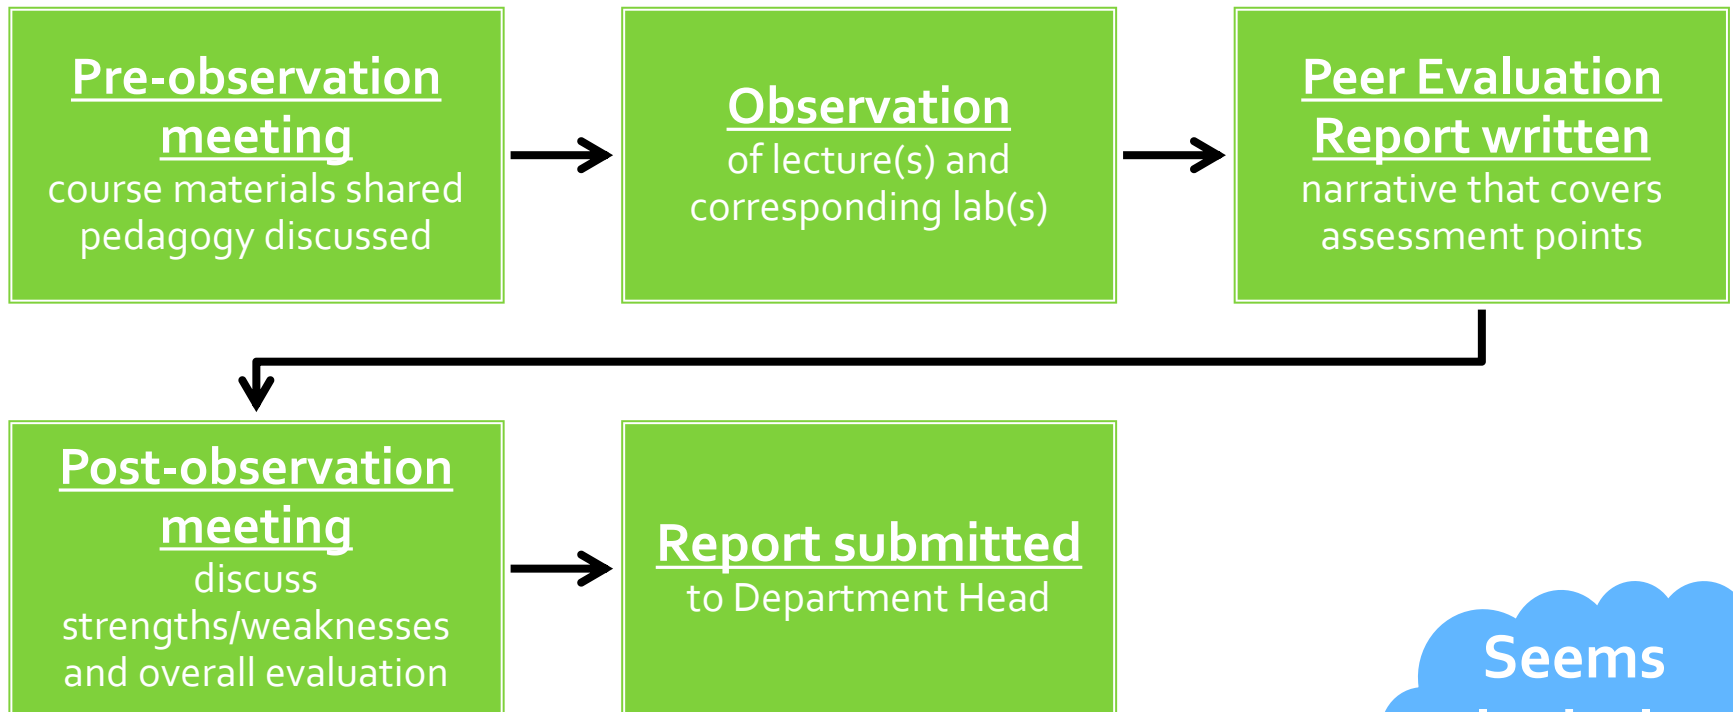 Pre-observation
meeting
course materials shared
pedagogy discussed
Observation
of lecture(s) and
corresponding lab(s)
Peer Evaluation
Report written
narrative that covers
assessment points
Post-observation
meeting
discuss
strengths/weaknesses
and overall evaluation
Report submitted
to Department Head
Seems